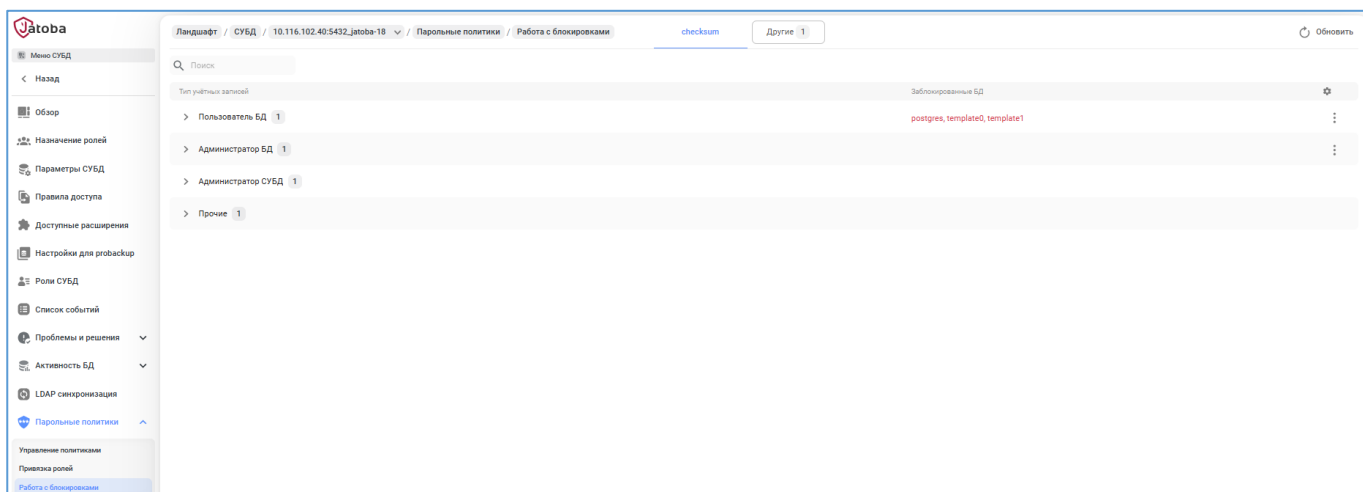 Jatoba
Меню СУБД
Назад
Обзор
Назначение ролей
Параметры СУБД
Правила доступа
Доступные расширения
Настройки для probackup
Роли СУБД
Список событий
Проблемы и решения
Активность БД
LDAP синхронизация
Парольные политики
Управление политиками
Привязка ролей
Работа с блокировками
Ландшафт / СУБД / 10.116.102.40:5432_jatoba-18 / Парольные политики / Работа с блокировками
checksum
Другие 1
Обновить
Поиск
Тип учётных записей Заблокированные БД
Пользователь БД 1 postgres, template0, template1
Администратор БД 1
Администратор СУБД 1
Прочие 1